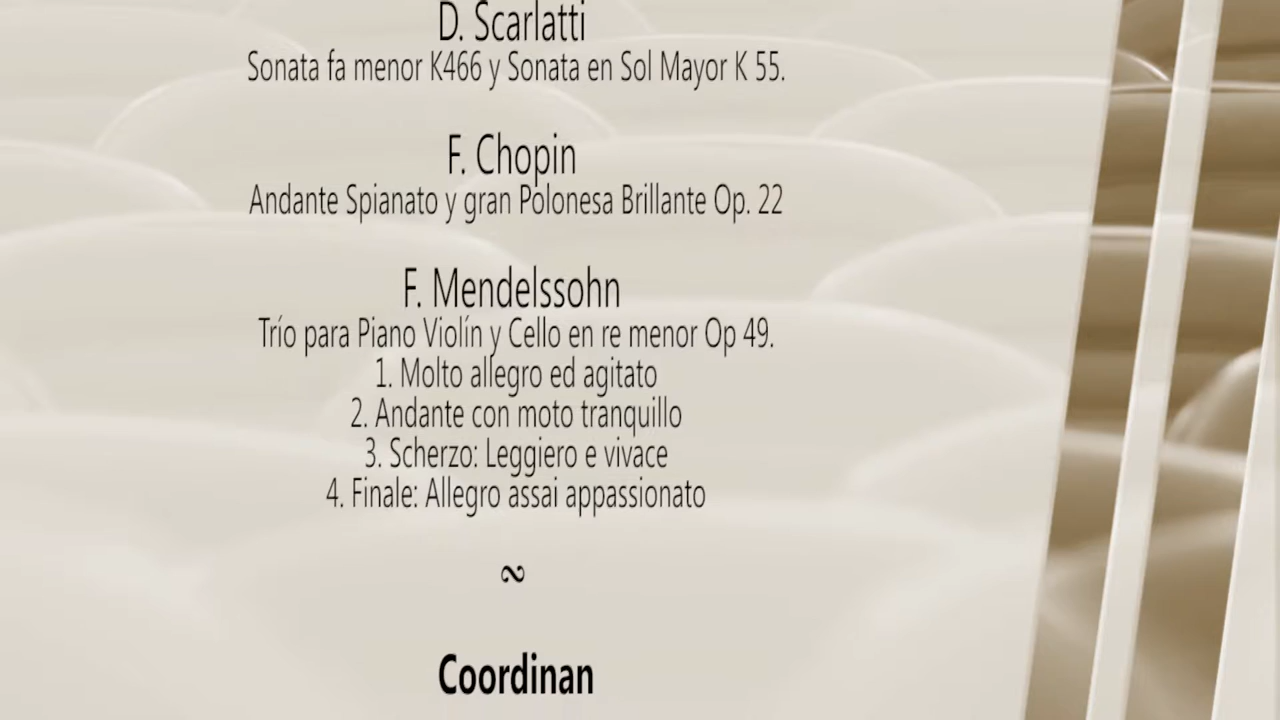 D. Scarlatti
Sonata fa menor K466 y Sonata en Sol Mayor K 55.
F. Chopin
Andante Spianato y gran Polonesa Brillante Op. 22
F. Mendelssohn
Trío para Piano Violín y Cello en re menor Op 49.
1. Molto allegro ed agitato
2. Andante con moto tranquillo
3. Scherzo: Leggiero e vivace
4. Finale: Allegro assai appassionato
~
Coordinan